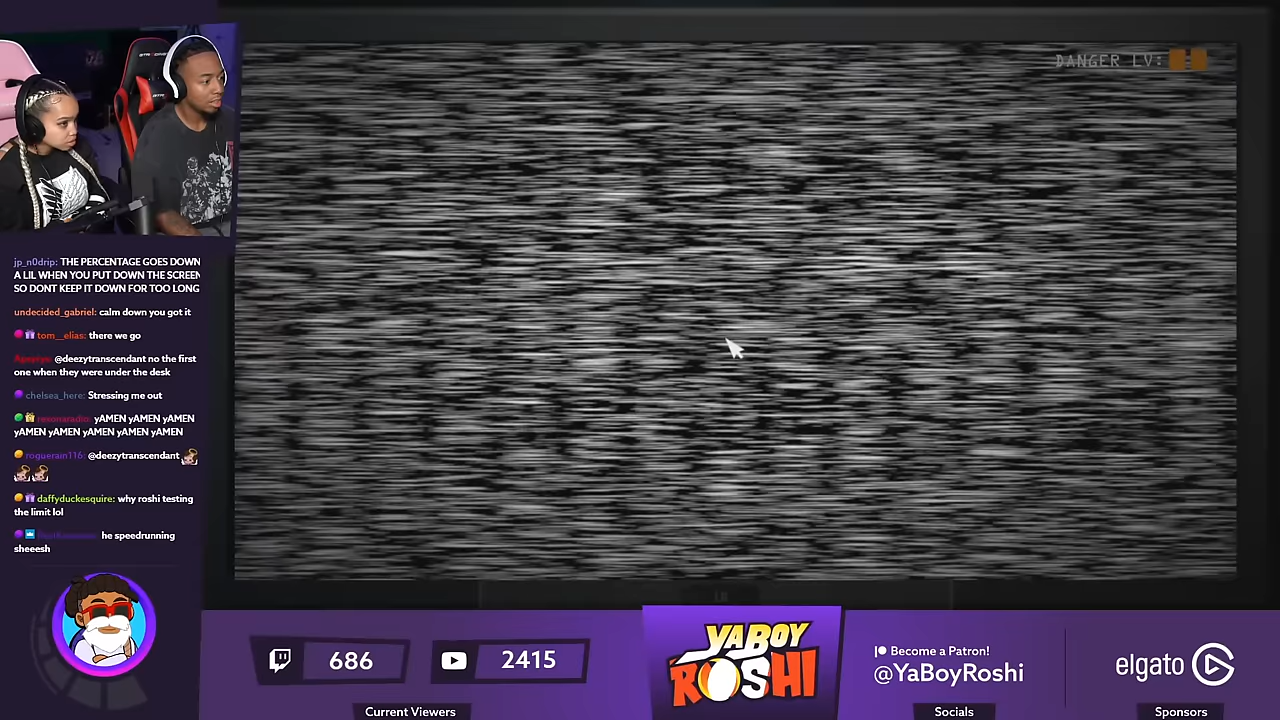 DANGER LV:
jp_n0drip: THE PERCENTAGE GOES DOWN
A LIL WHEN YOU PUT DOWN THE SCREEN
SO DONT KEEP IT DOWN FOR TOO LONG
undecided_gabriel: calm down you got it
tom__elias: there we go
@deezytranscendant no the first
one when they were under the desk
chelsea_here: Stressing me out
yAMEN yAMEN yAMEN
yAMEN yAMEN yAMEN yAMEN yAMEN
roguerain116: @deezytranscendant
daffyduckesquire: why roshi testing
the limit lol
he speedrunning
sheeesh
686
2415
Current Viewers
YABOY
ROSHI
Become a Patron!
@YaBoyRoshi
Socials
elgato
Sponsors